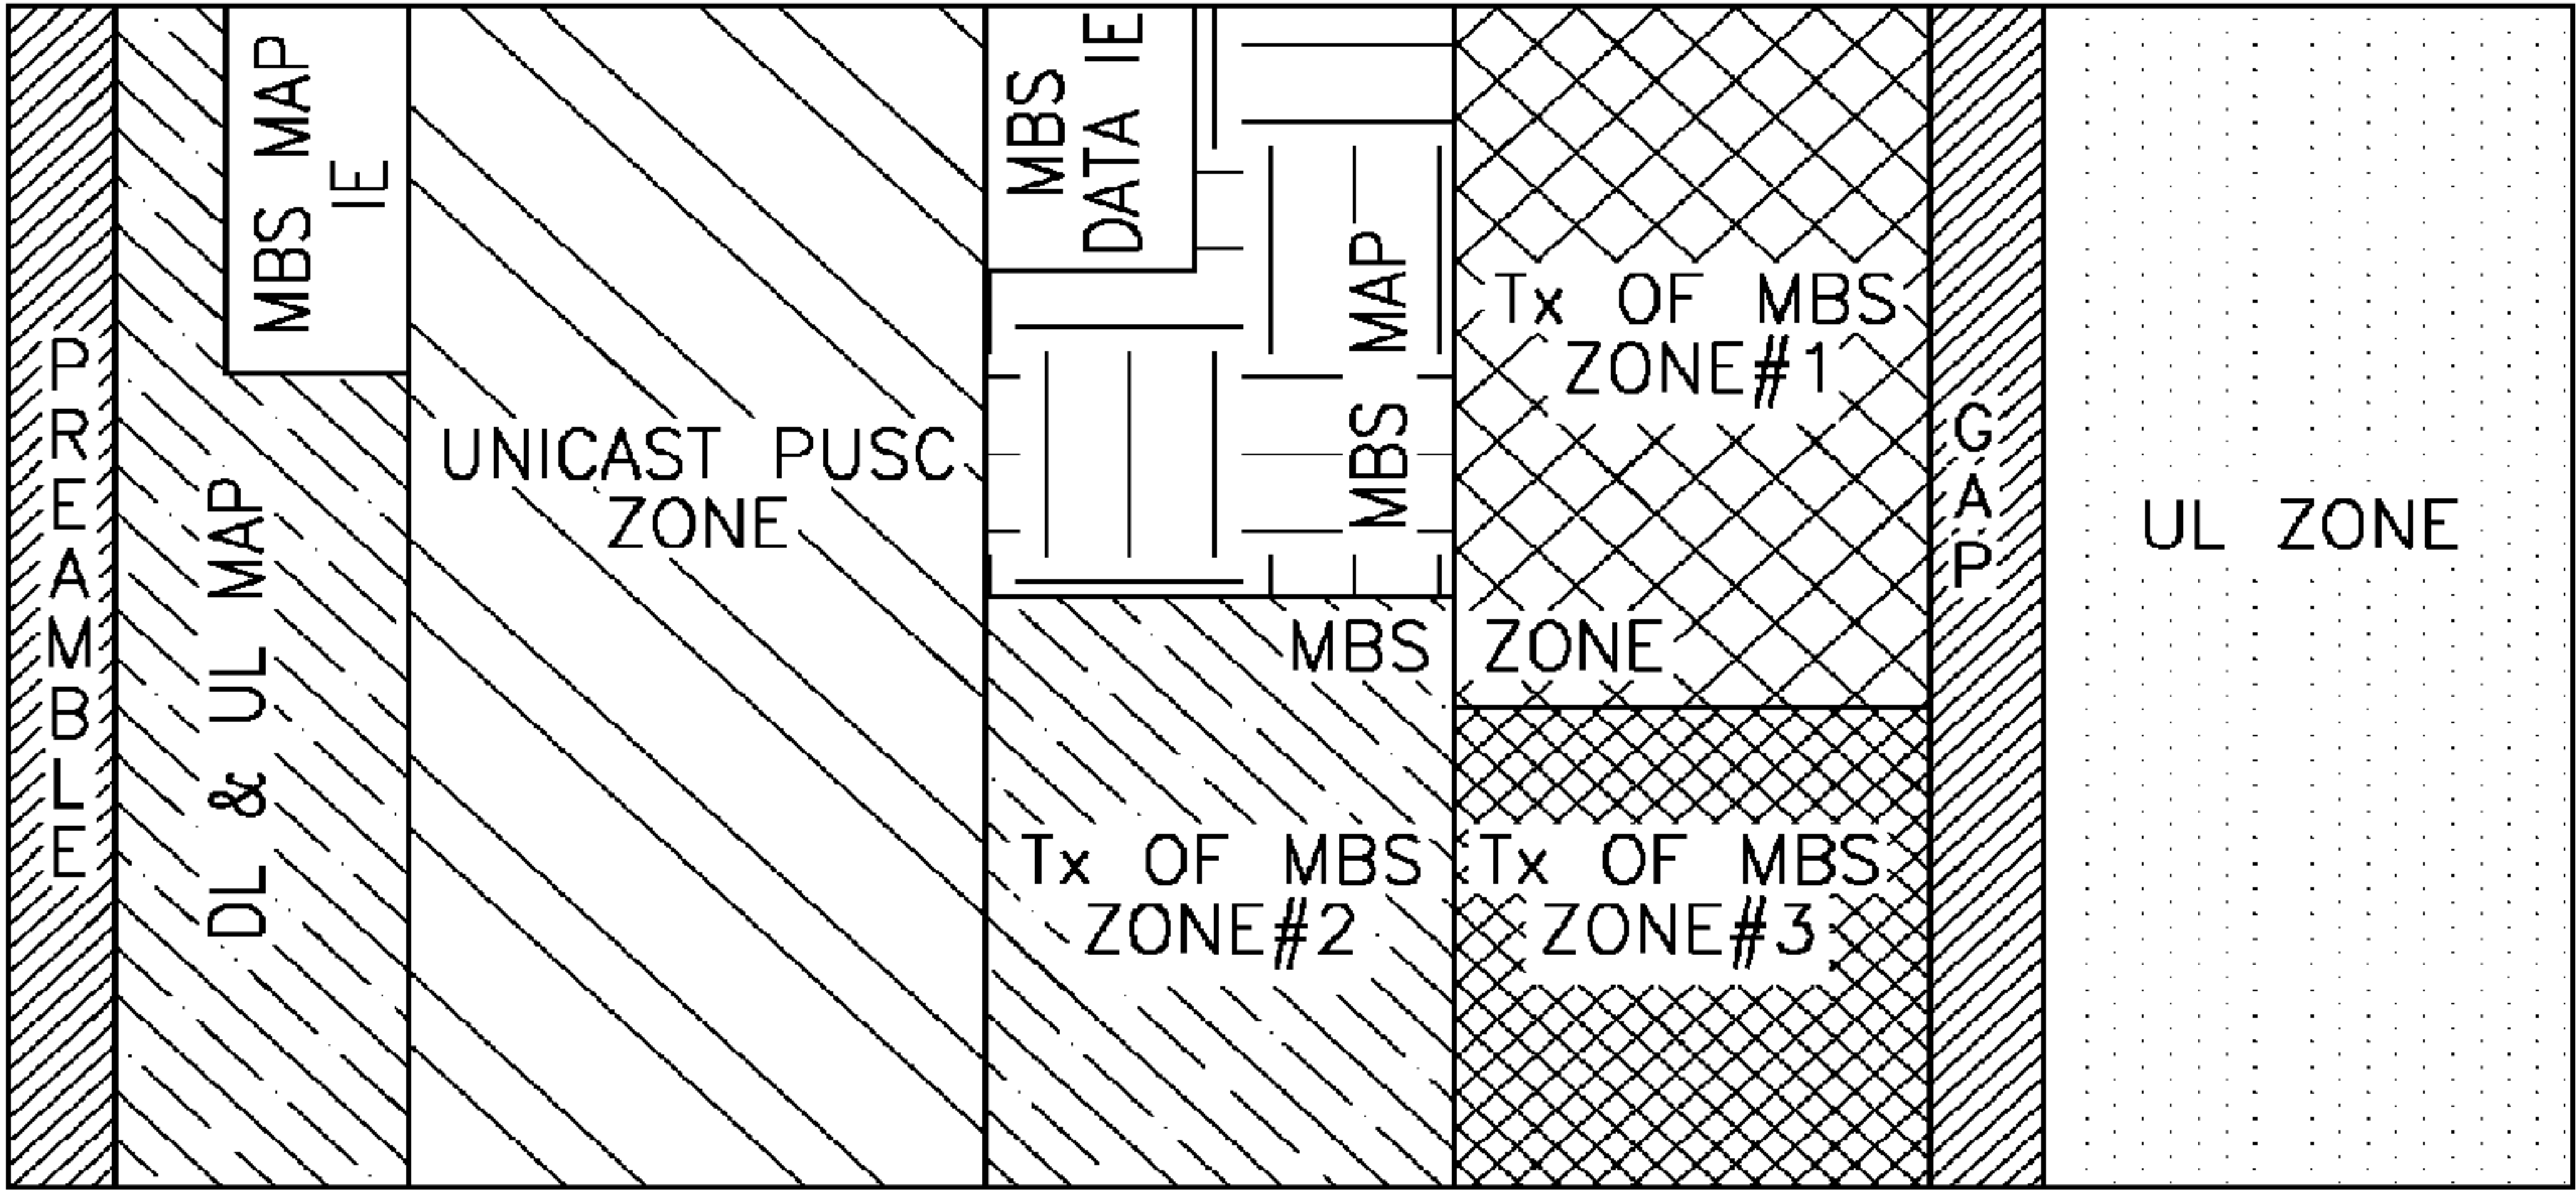 PREAMBLE
DL & UL MAP
MBS MAP
IE
UNICAST PUSC
ZONE
MBS
DATA IE
MBS MAP
MBS ZONE
Tx OF MBS
ZONE#1
Tx OF MBS
ZONE#2
Tx OF MBS
ZONE#3
GAP
UL ZONE